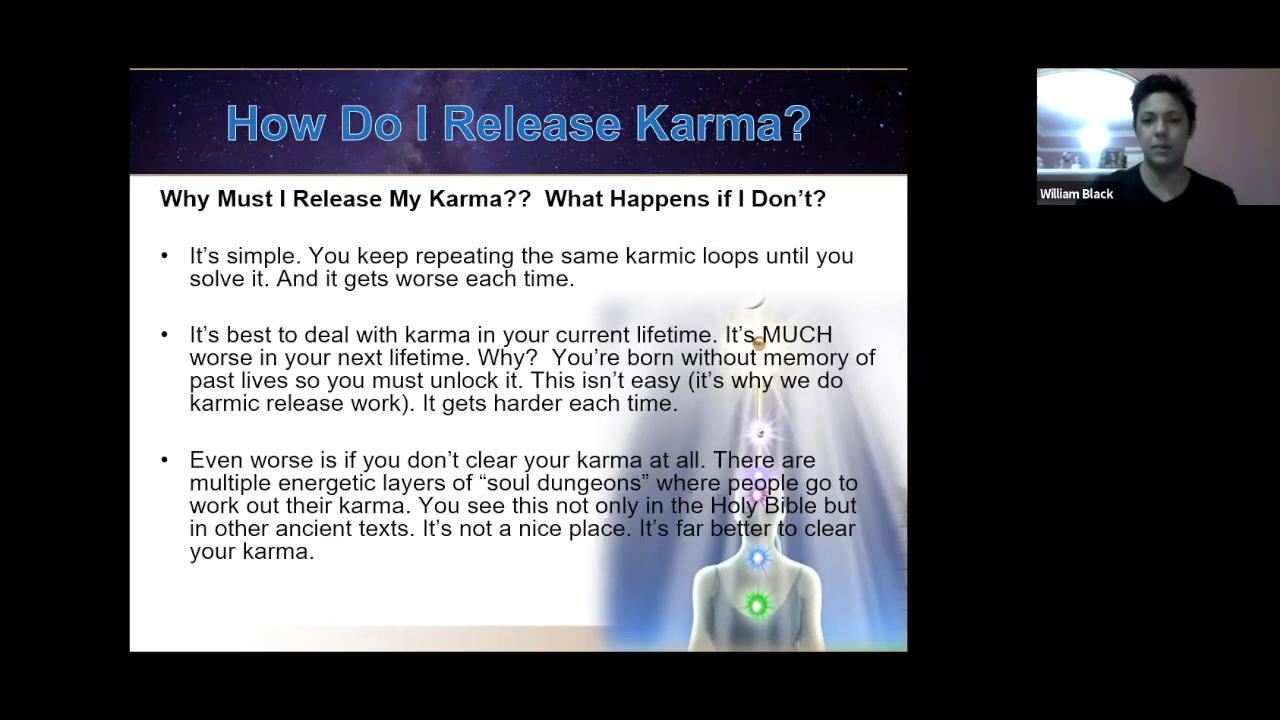 How Do I Release Karma?
Why Must I Release My Karma??  What Happens if I Don’t?
• It’s simple. You keep repeating the same karmic loops until you
solve it. And it gets worse each time.
• It’s best to deal with karma in your current lifetime. It’s MUCH
worse in your next lifetime. Why?  You’re born without memory of
past lives so you must unlock it. This isn’t easy (it’s why we do
karmic release work). It gets harder each time.
• Even worse is if you don’t clear your karma at all. There are
multiple energetic layers of “soul dungeons” where people go to
work out their karma. You see this not only in the Holy Bible but
in other ancient texts. It’s not a nice place. It’s far better to clear
your karma.
William Black